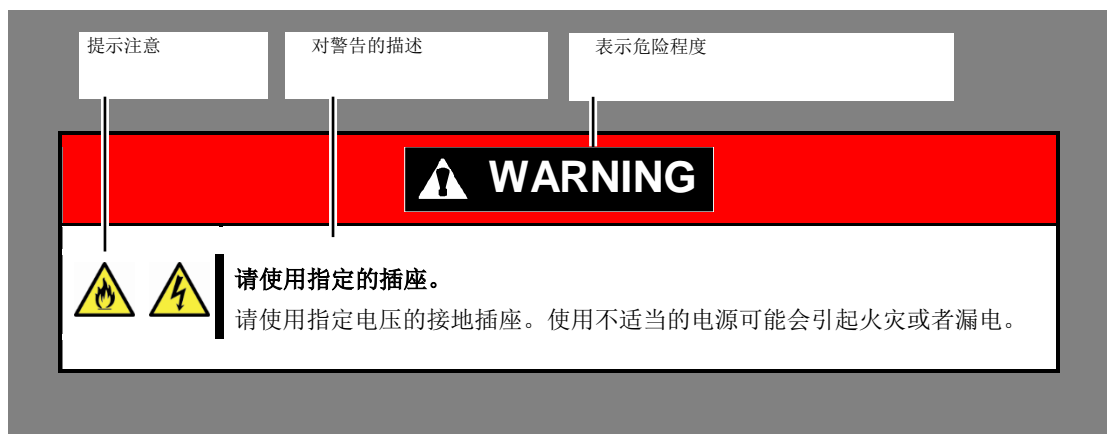 提示注意
对警告的描述
表示危险程度
WARNING
请使用指定的插座。
请使用指定电压的接地插座。使用不适当的电源可能会引起火灾或者漏电。